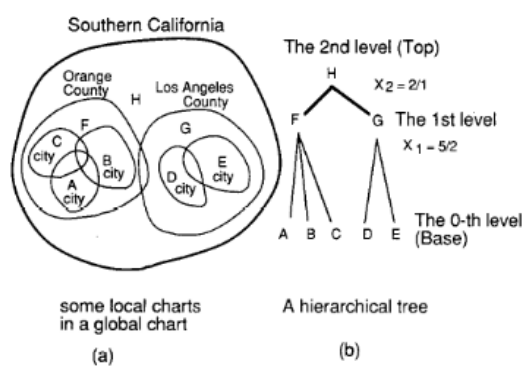 Southern California
Orange
County
H
Los Angeles
County
C
city
F
B
city
A
city
G
D
city
E
city
some local charts
in a global chart
(a)
The 2nd level (Top)
H
X2 = 2/1
F
G The 1st level
X1 = 5/2
A B C D E
The 0-th level
(Base)
A hierarchical tree
(b)